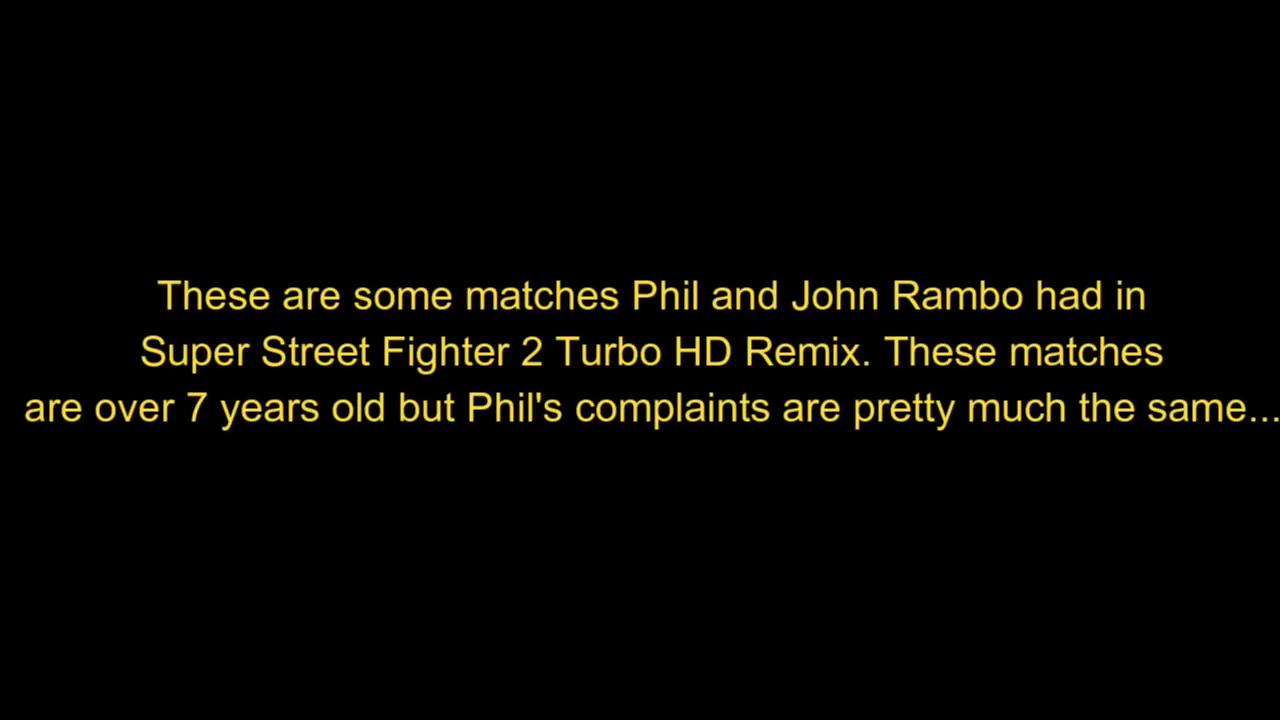 These are some matches Phil and John Rambo had in
Super Street Fighter 2 Turbo HD Remix. These matches
are over 7 years old but Phil's complaints are pretty much the same...